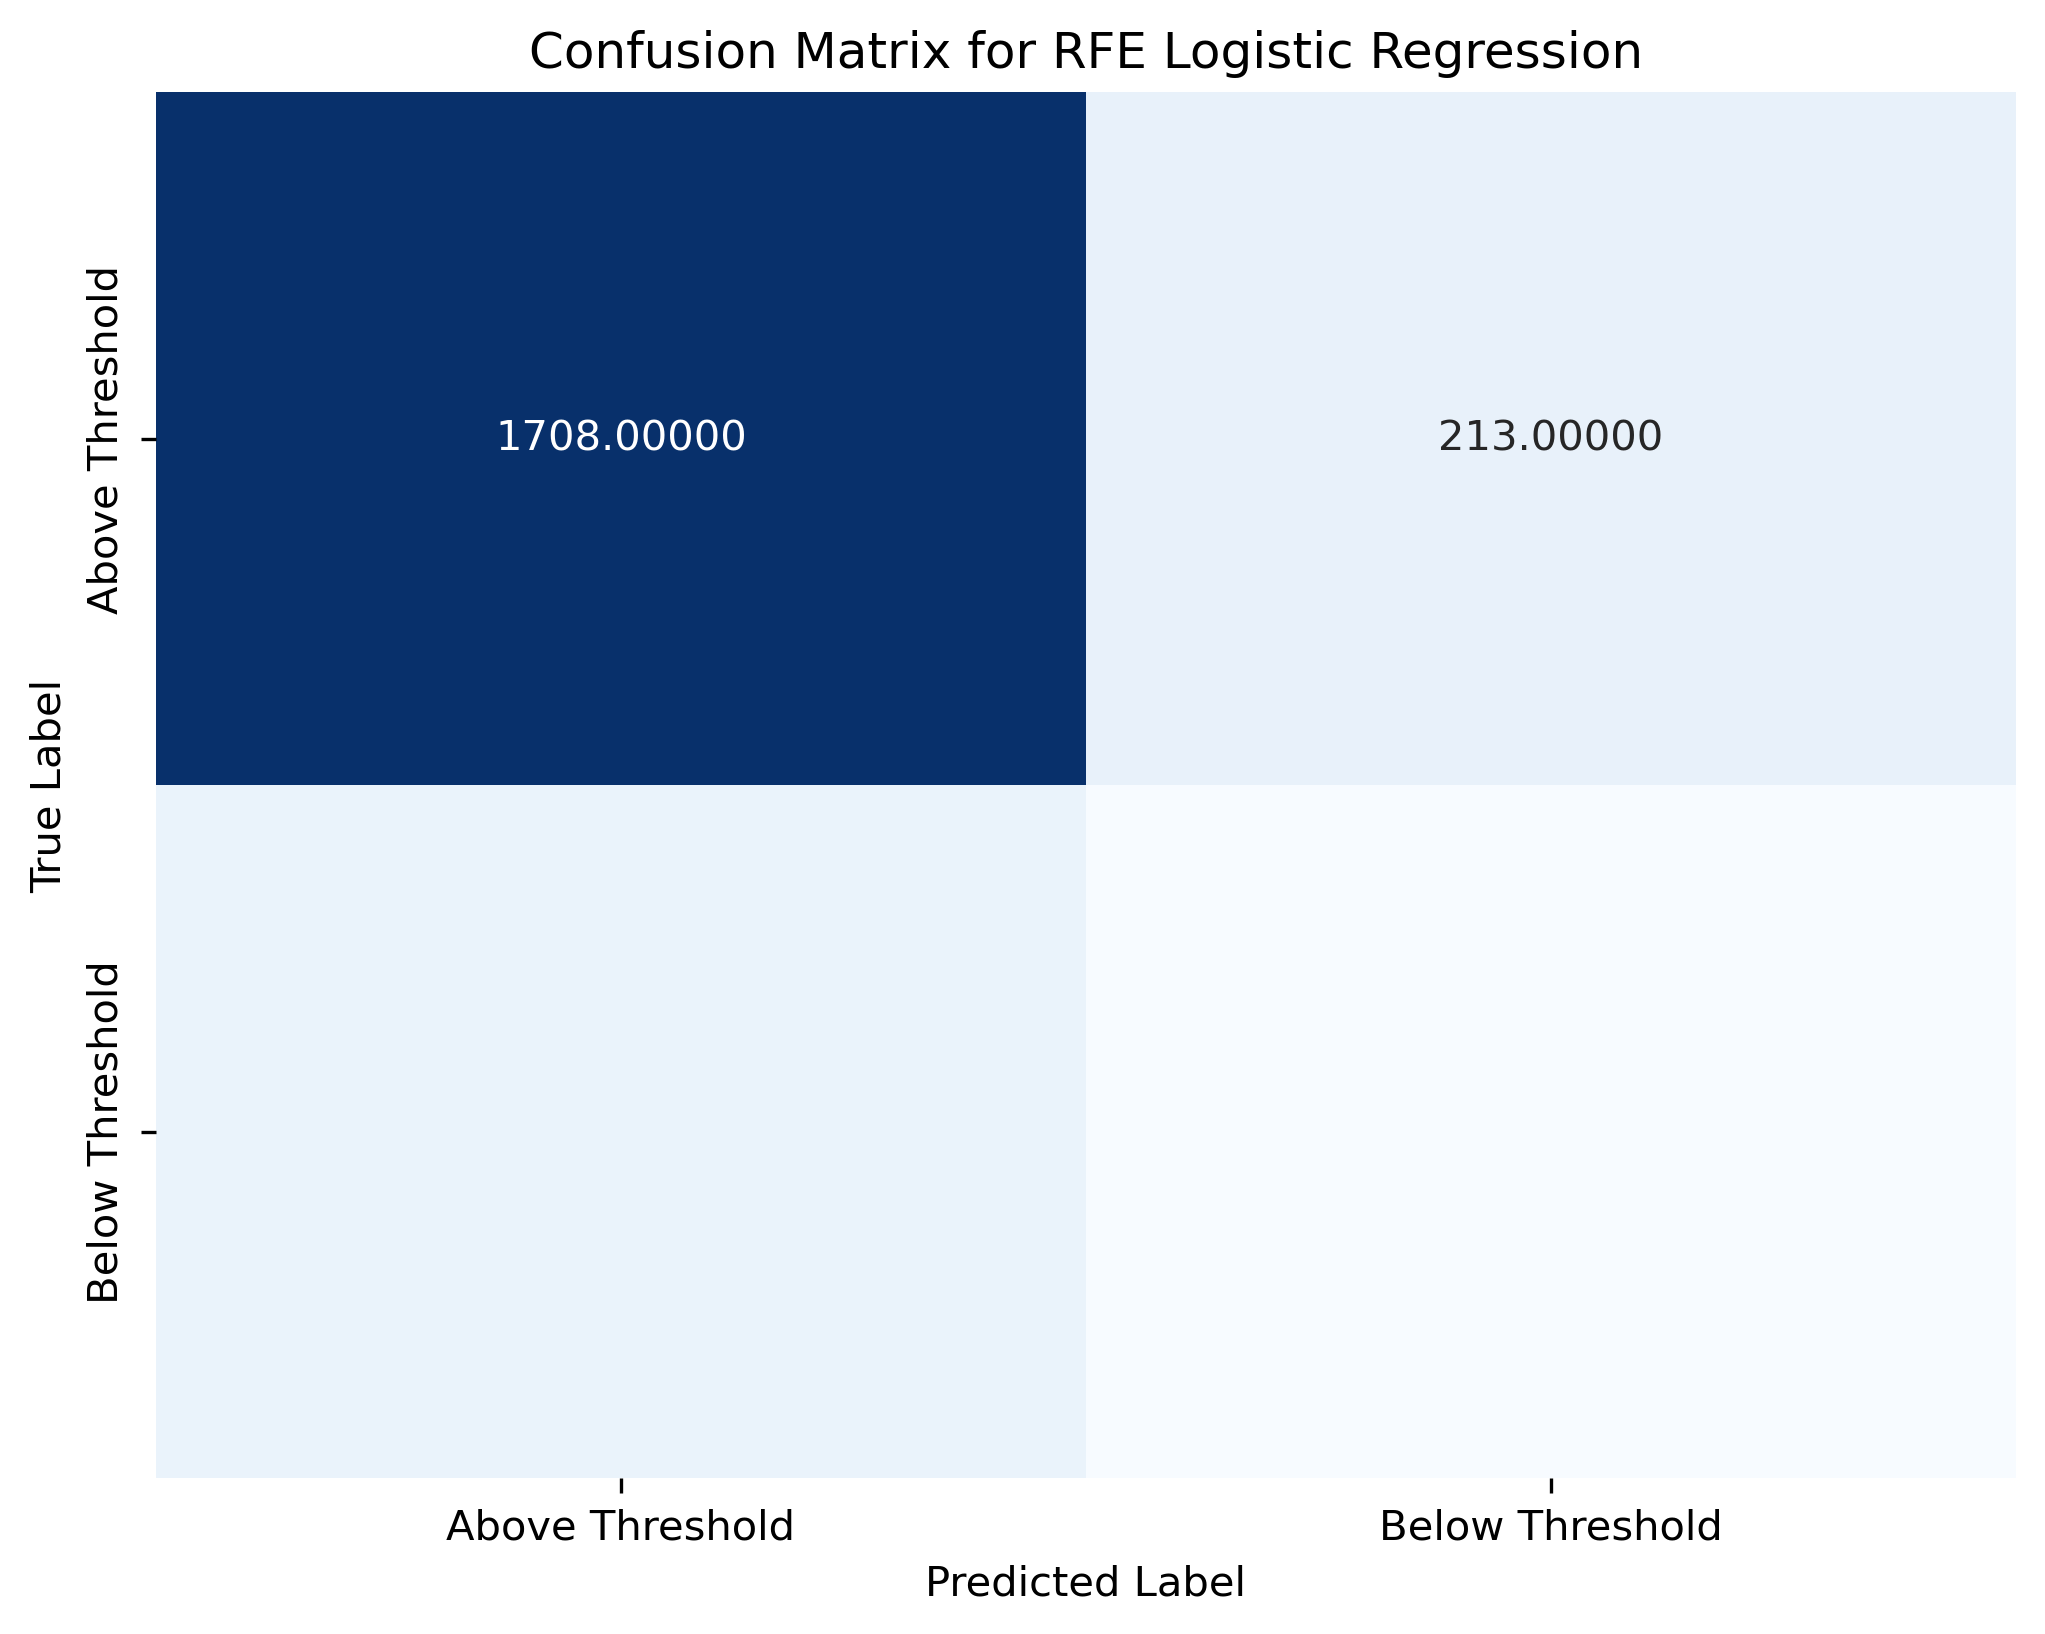 Confusion Matrix for RFE Logistic Regression
True Label
Above Threshold
1708.00000
213.00000
Below Threshold
Above Threshold
Below Threshold
Predicted Label